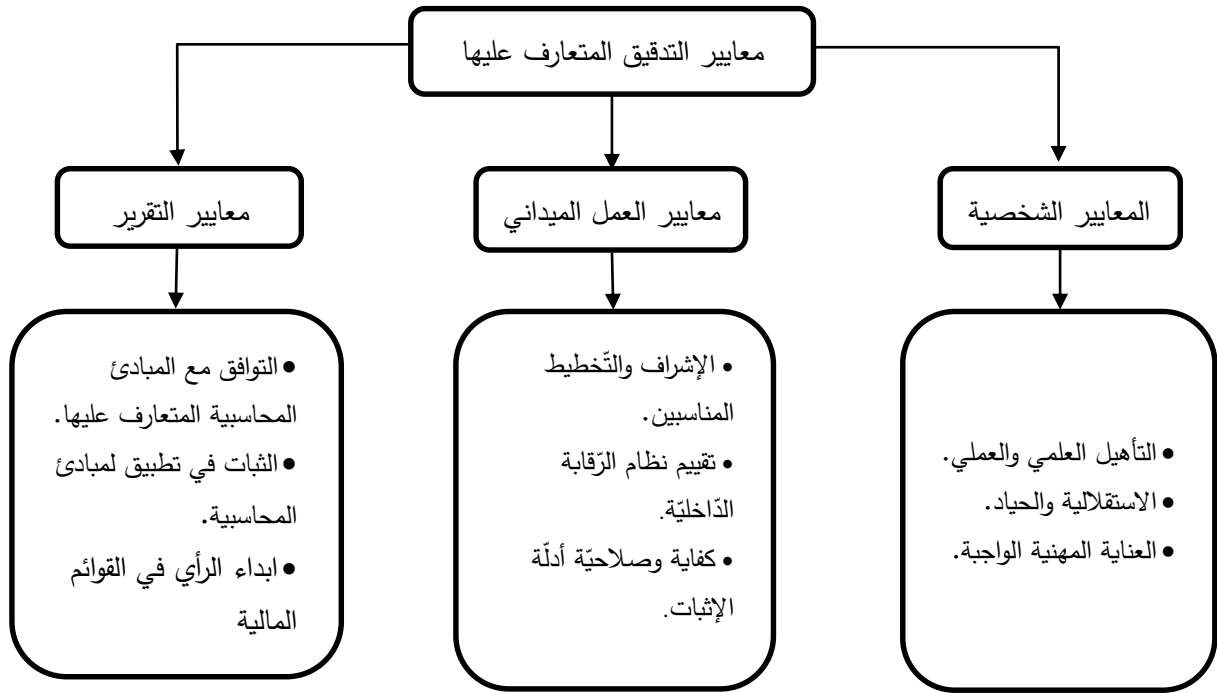 معايير التدقيق المتعارف عليها
المعايير الشخصية
معايير العمل الميداني
معايير التقرير
• التأهيل العلمي والعملي.
• الاستقلالية والحياد.
• العناية المهنية الواجبة.
• الإشراف والتّخطيط
المناسبين.
• تقييم نظام الرّقابة
الدّاخليّة.
• كفاية وصلاحيّة أدلّة
الإثبات.
• التوافق مع المبادئ
المحاسبية المتعارف عليها.
• الثبات في تطبيق لمبادئ
المحاسبية.
• ابداء الرأي في القوائم
المالية